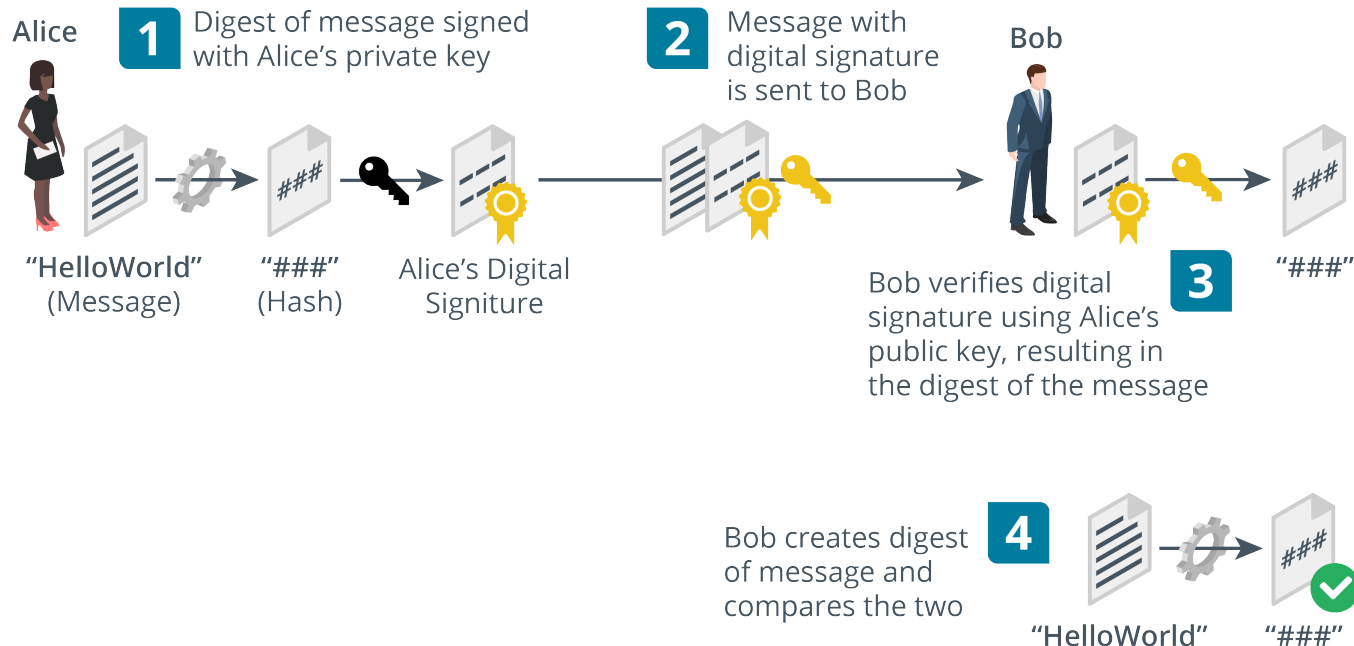 Alice
1
Digest of message signed
with Alice’s private key
2
Message with
digital signature
is sent to Bob
Bob
###
###
“HelloWorld”
(Message)
“###”
(Hash)
Alice’s Digital
Signiture
“###”
3
Bob verifies digital
signature using Alice’s
public key, resulting in
the digest of the message
4
Bob creates digest
of message and
compares the two
###
“HelloWorld”
“###”